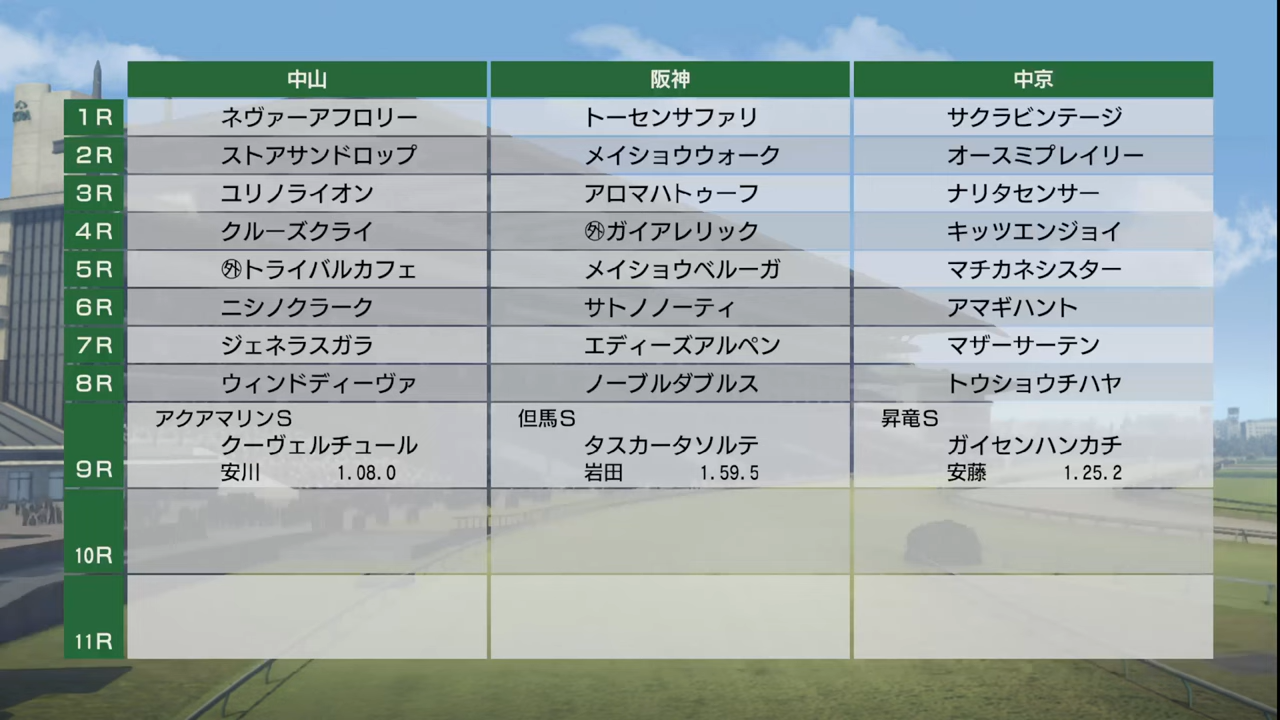 中山 阪神 中京
1R ネヴァーアフロリー トーセンサファリ サクラビンテージ
2R ストアサンドロップ メイショウウォーク オースミプレイリー
3R ユリノライオン アロマハトゥーフ ナリタセンサー
4R クルーズクライ ㊕ガイアレリック キッツエンジョイ
5R 外トライバルカフェ メイショウベルーガ マチカネシスター
6R ニシノクラーク サトノノーティ アマギハント
7R ジェネラスガラ エディーズアルペン マザーサーテン
8R ウィンドディーヴァ ノーブルダブルス トウショウチハヤ
アクアマリンS 但馬S 昇竜S
クーヴェルチュール タスカータソルテ ガイセンハンカチ
9R 安川 1.08.0 岩田 1.59.5 安藤 1.25.2
10R
11R